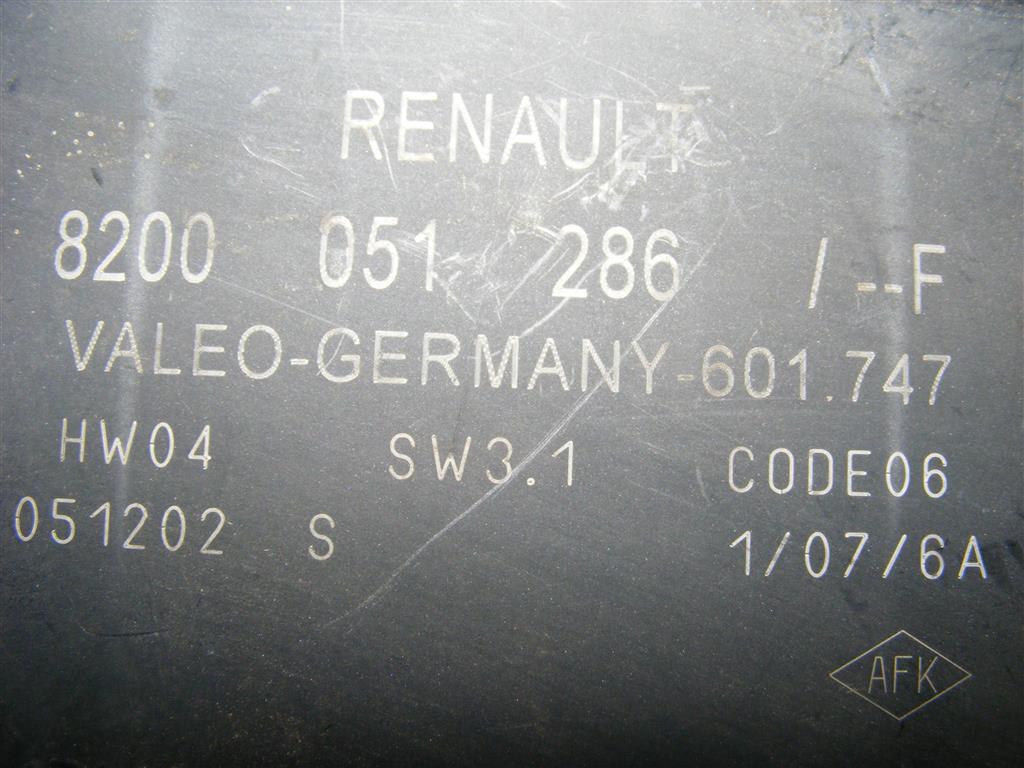 RENAULT
8200 051 286 /--F
VALEO-GERMANY-601.747
HW04 SW3.1 CODE06
051202 S 1/07/6A
AFK